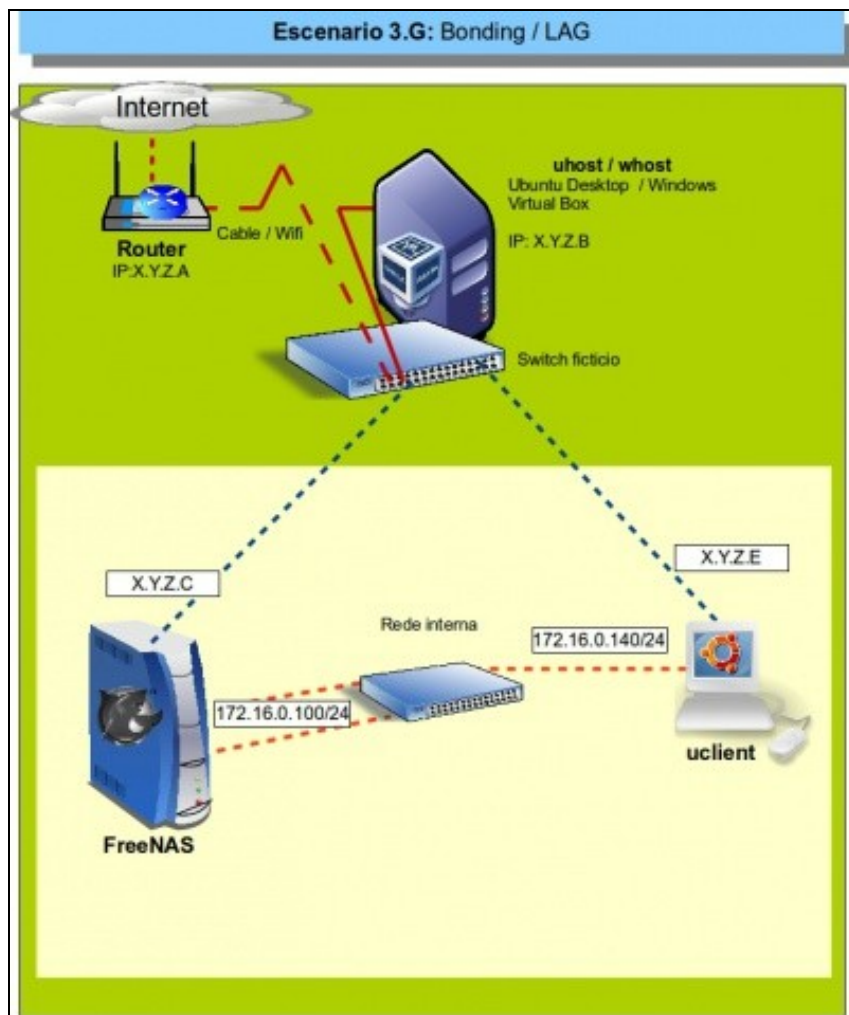 Escenario 3.G: Bonding / LAG
Internet
uhost / whost
Ubuntu Desktop / Windows
Virtual Box
IP: X.Y.Z.B
Cable / Wifi
Router
IP:X.Y.Z.A
Switch ficticio
X.Y.Z.C
X.Y.Z.E
Rede interna
172.16.0.140/24
172.16.0.100/24
uclient
FreeNAS